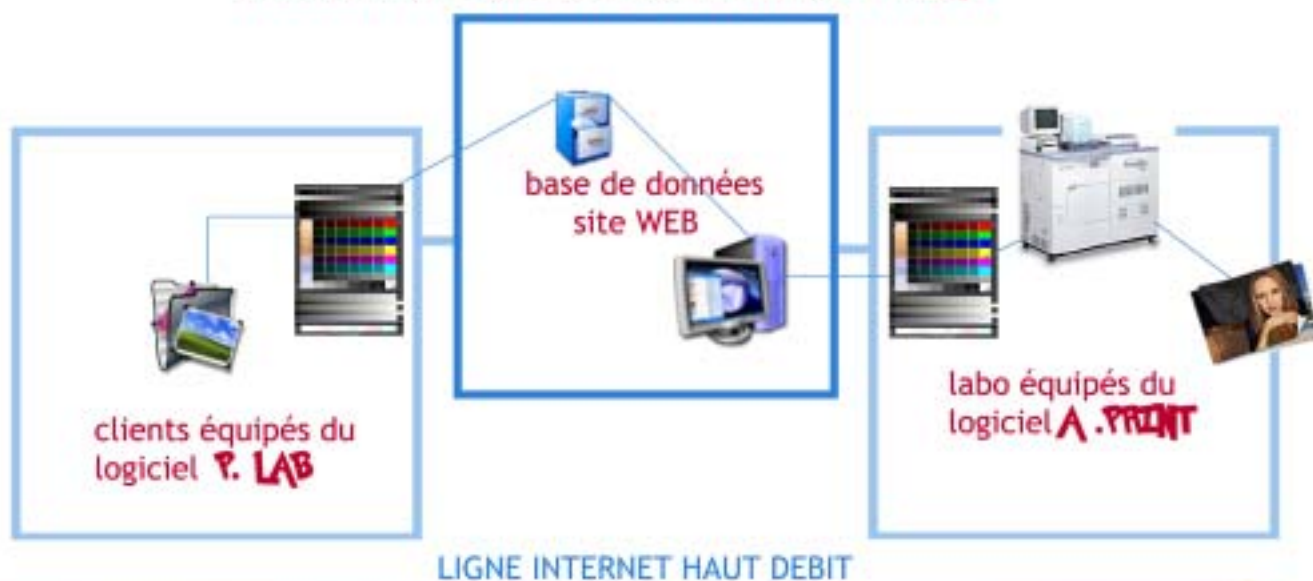 base de données
site WEB
clients équipés du
logiciel P. LAB
labo équipés du
logiciel A .PRINT
LIGNE INTERNET HAUT DEBIT